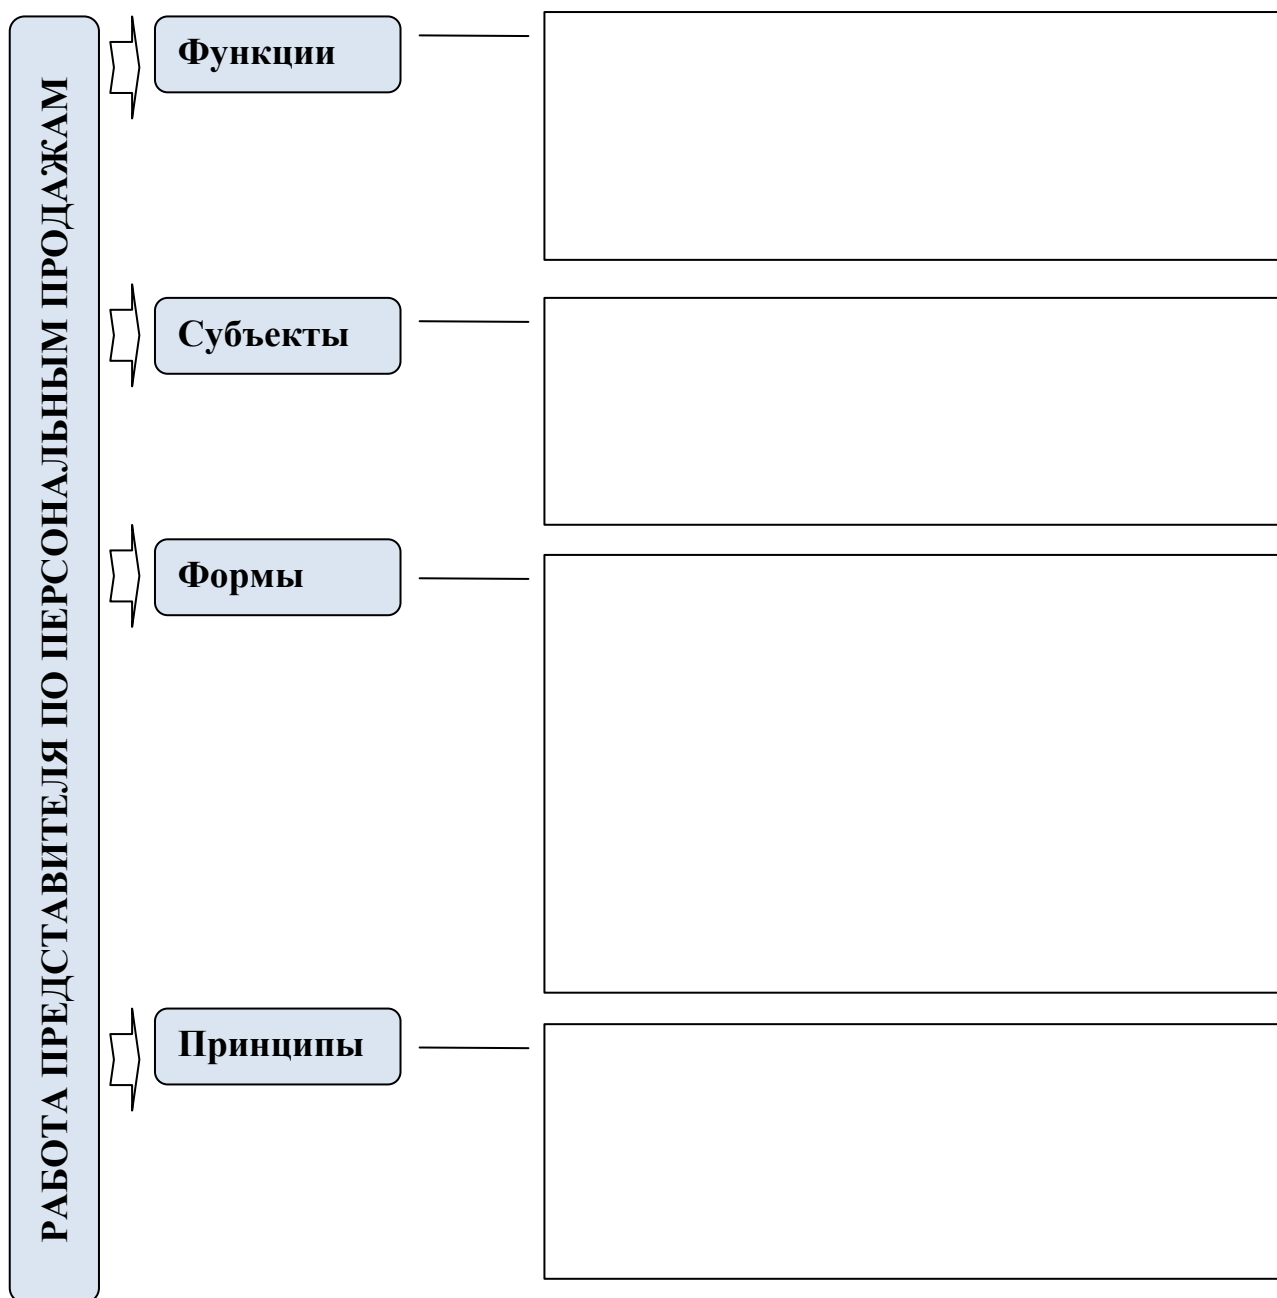 РАБОТА ПРЕДСТАВИТЕЛЯ ПО ПЕРСОНАЛЬНЫМ ПРОДАЖАМ
Функции
Субъекты
Формы
Принципы